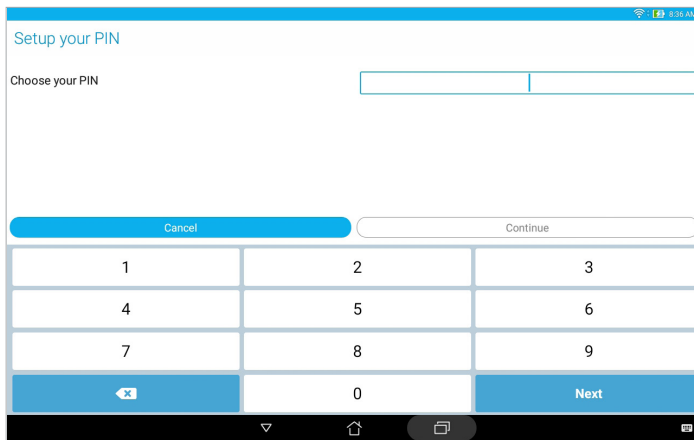 8:36 AM
Setup your PIN
Choose your PIN
Cancel
Continue
1 2 3
4 5 6
7 8 9
0 Next